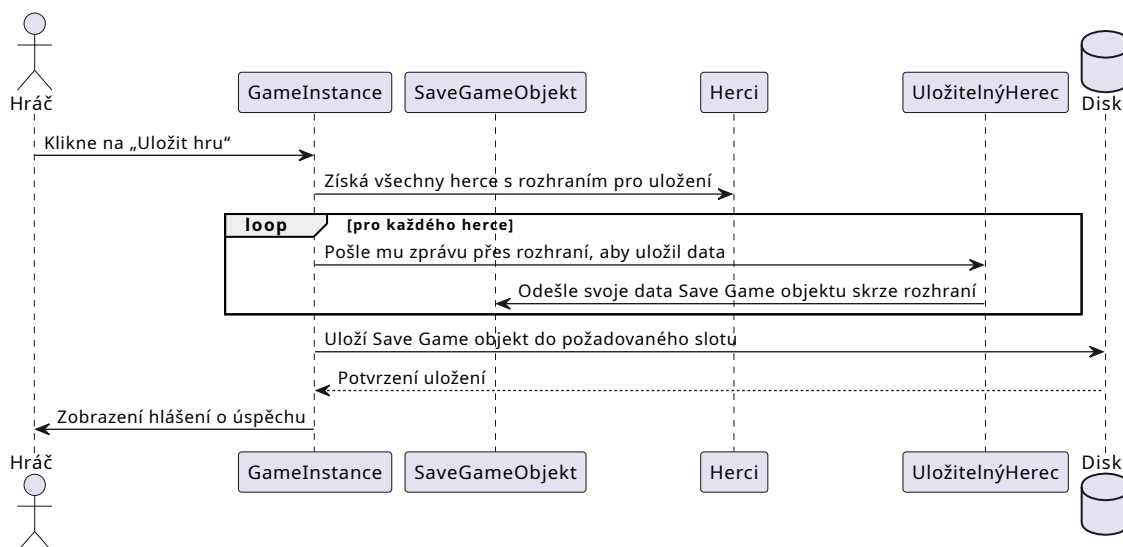 Hráč
GameInstance
SaveGameObjekt
Herci
UložitelnýHerec
Disk
Klikne na „Uložit hru“
Získá všechny herce s rozhraním pro uložení
loop
[pro každého herce]
Pošle mu zprávu přes rozhraní, aby uložil data
Odešle svoje data Save Game objektu skrze rozhraní
Uloží Save Game objekt do požadovaného slotu
Potvrzení uložení
Zobrazení hlášení o úspěchu
Hráč
GameInstance
SaveGameObjekt
Herci
UložitelnýHerec
Disk